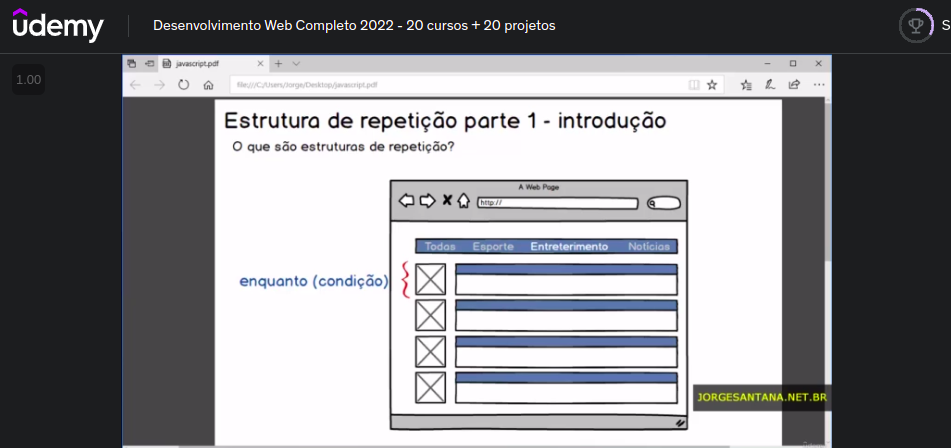 udemy
Desenvolvimento Web Completo 2022 - 20 cursos + 20 projetos
S
1.00
javascript.pdf
file:///C:/Users/Jorge/Desktop/javascript.pdf
Estrutura de repetição parte 1 - introdução
O que são estruturas de repetição?
A Web Page
http://
Todas Esporte Entreterimento Notícias
enquanto (condição)
JORGESANTANA.NET.BR